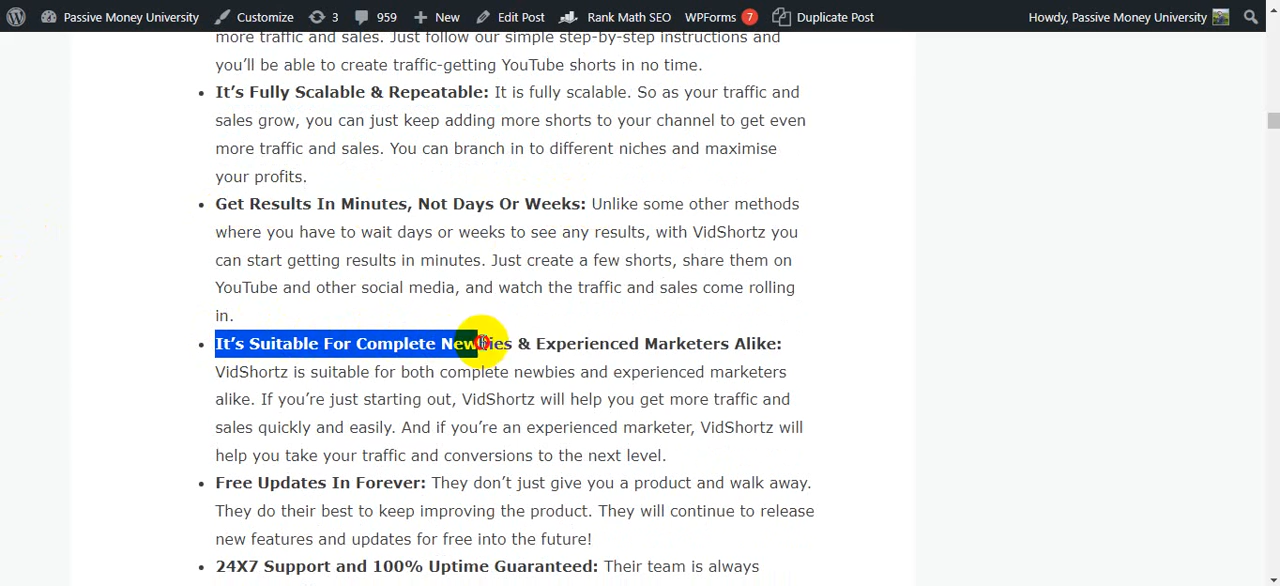 Passive Money University Customize 3 959 New Edit Post Rank Math SEO WPForms 7 Duplicate Post Howdy, Passive Money University
more traffic and sales. Just follow our simple step-by-step instructions and
you’ll be able to create traffic-getting YouTube shorts in no time.
• It’s Fully Scalable & Repeatable: It is fully scalable. So as your traffic and
sales grow, you can just keep adding more shorts to your channel to get even
more traffic and sales. You can branch in to different niches and maximise
your profits.
• Get Results In Minutes, Not Days Or Weeks: Unlike some other methods
where you have to wait days or weeks to see any results, with VidShortz you
can start getting results in minutes. Just create a few shorts, share them on
YouTube and other social media, and watch the traffic and sales come rolling
in.
• It’s Suitable For Complete Newbies & Experienced Marketers Alike:
VidShortz is suitable for both complete newbies and experienced marketers
alike. If you’re just starting out, VidShortz will help you get more traffic and
sales quickly and easily. And if you’re an experienced marketer, VidShortz will
help you take your traffic and conversions to the next level.
• Free Updates In Forever: They don’t just give you a product and walk away.
They do their best to keep improving the product. They will continue to release
new features and updates for free into the future!
• 24X7 Support and 100% Uptime Guaranteed: Their team is always